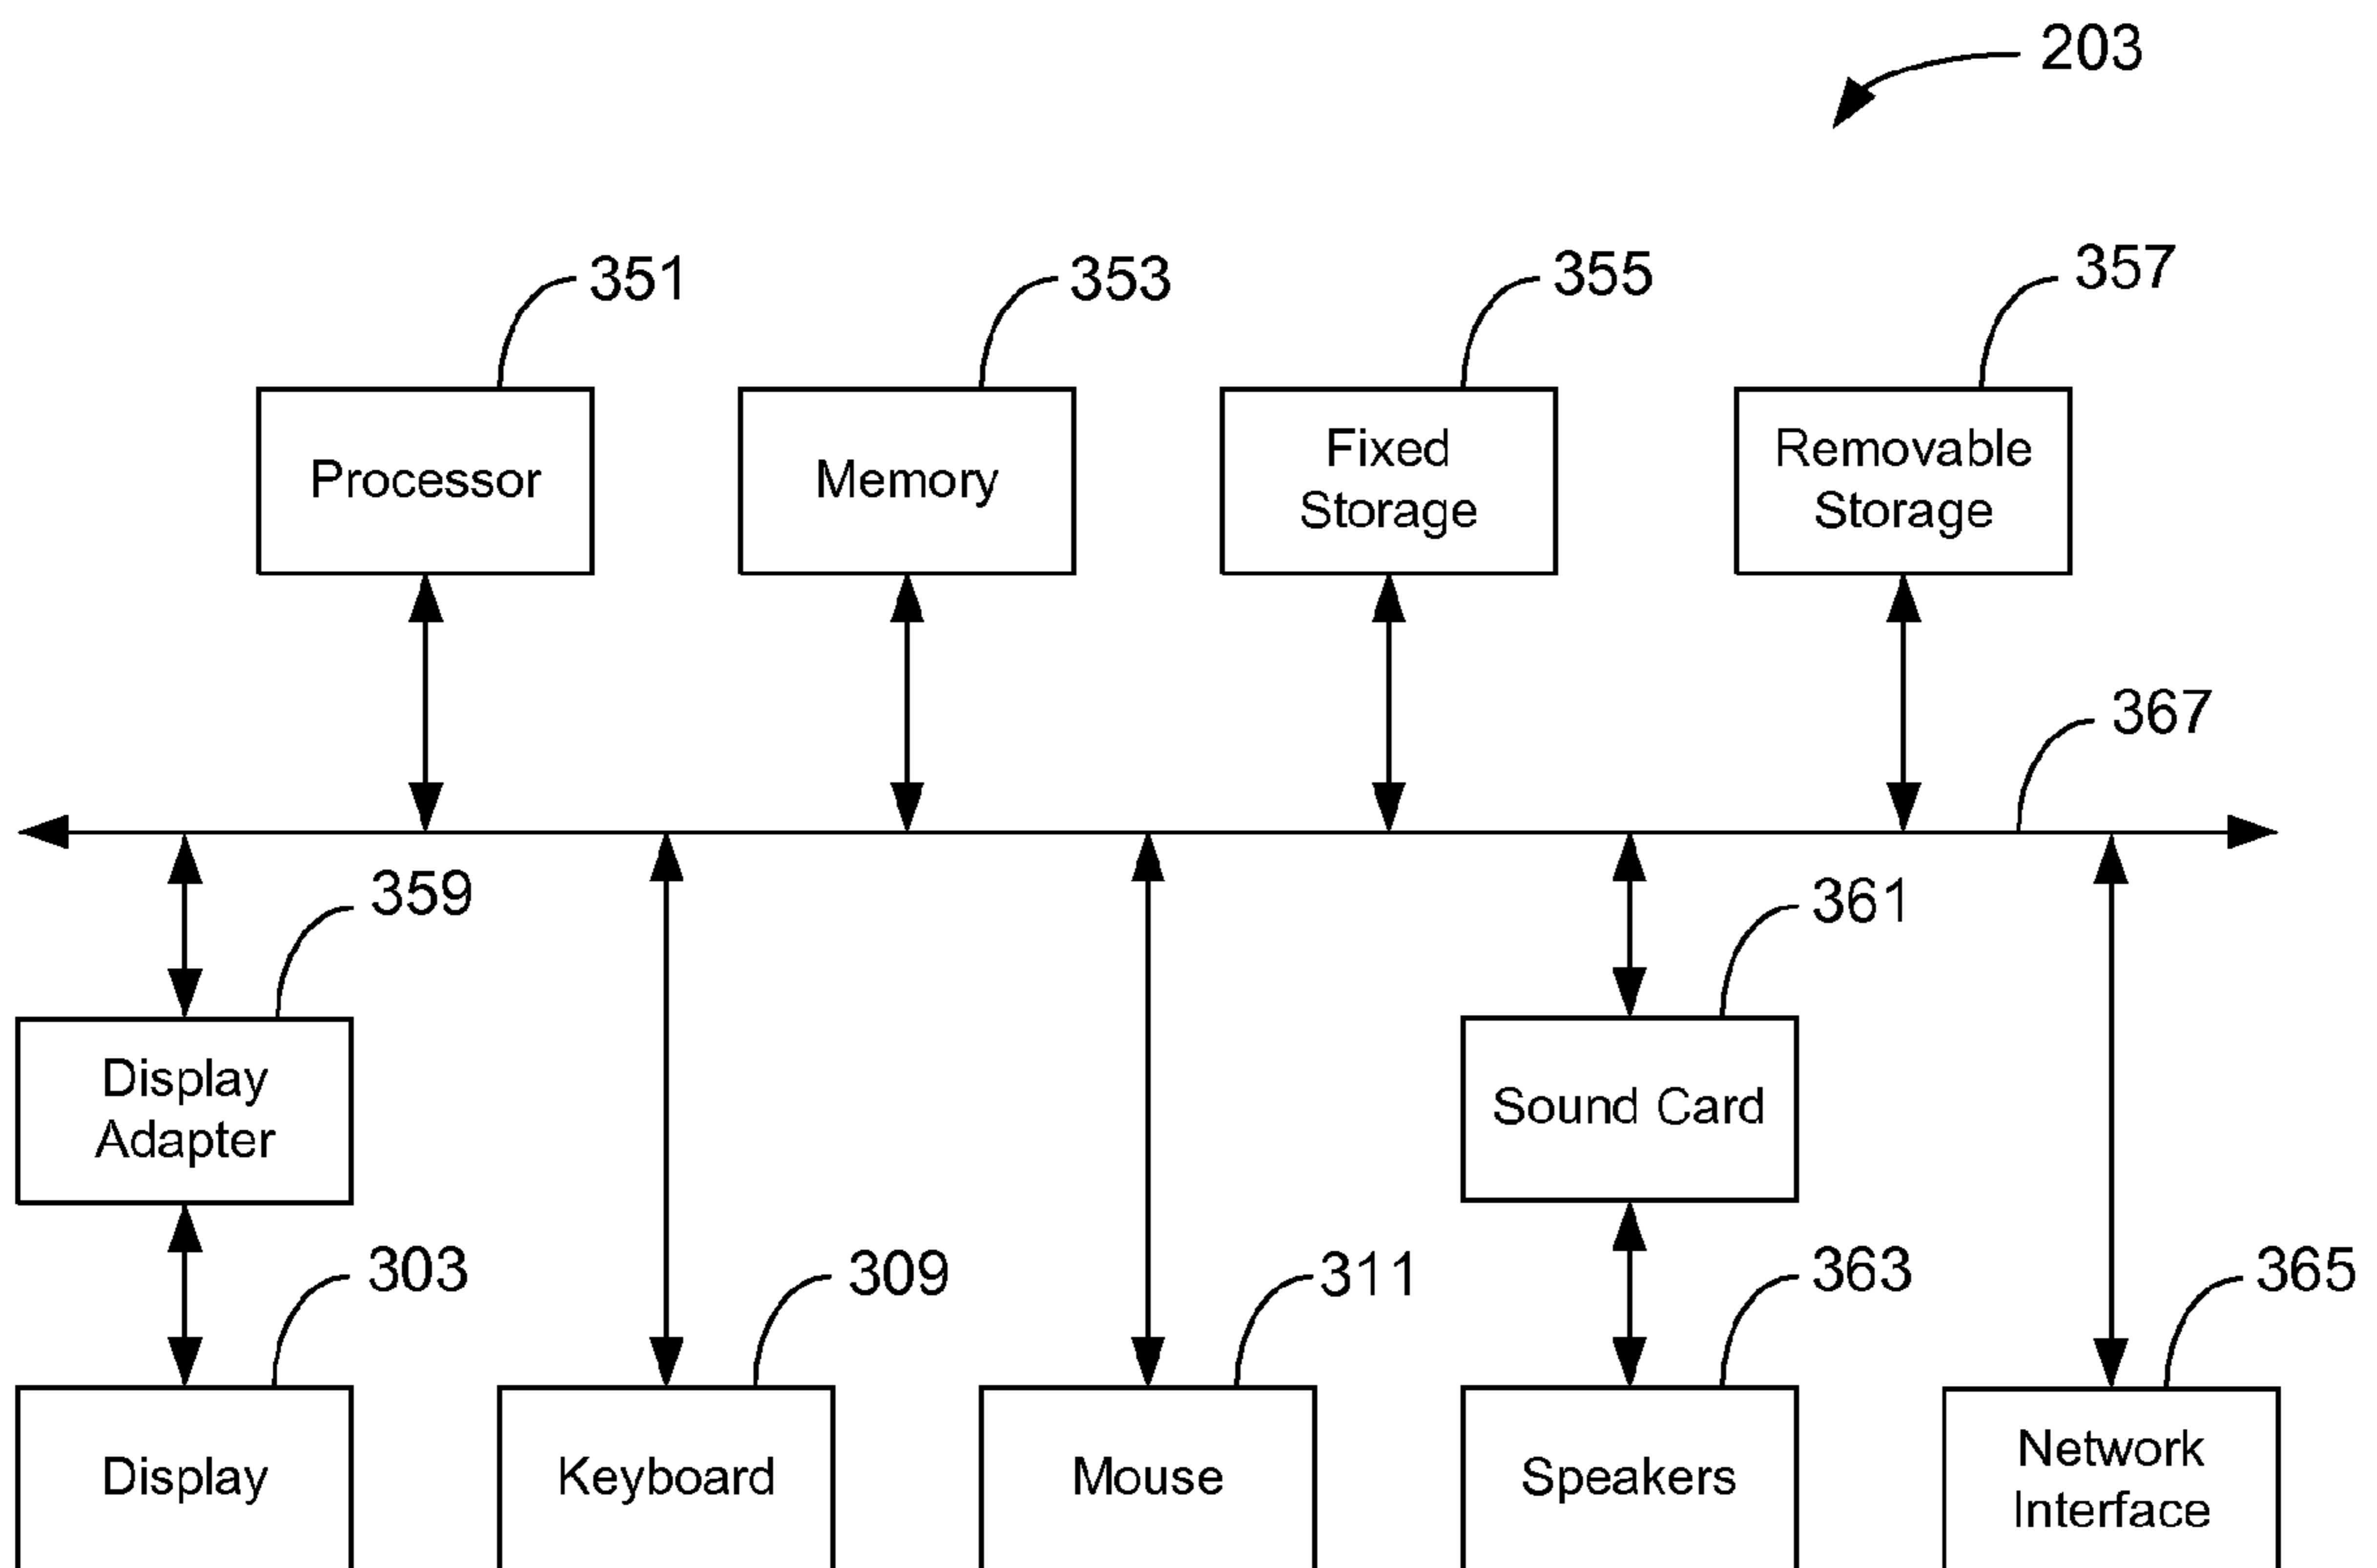 203
351
353
355
357
Processor
Memory
Fixed
Storage
Removable
Storage
367
359
361
Display
Adapter
Sound Card
303
309
311
363
365
Display
Keyboard
Mouse
Speakers
Network
Interface